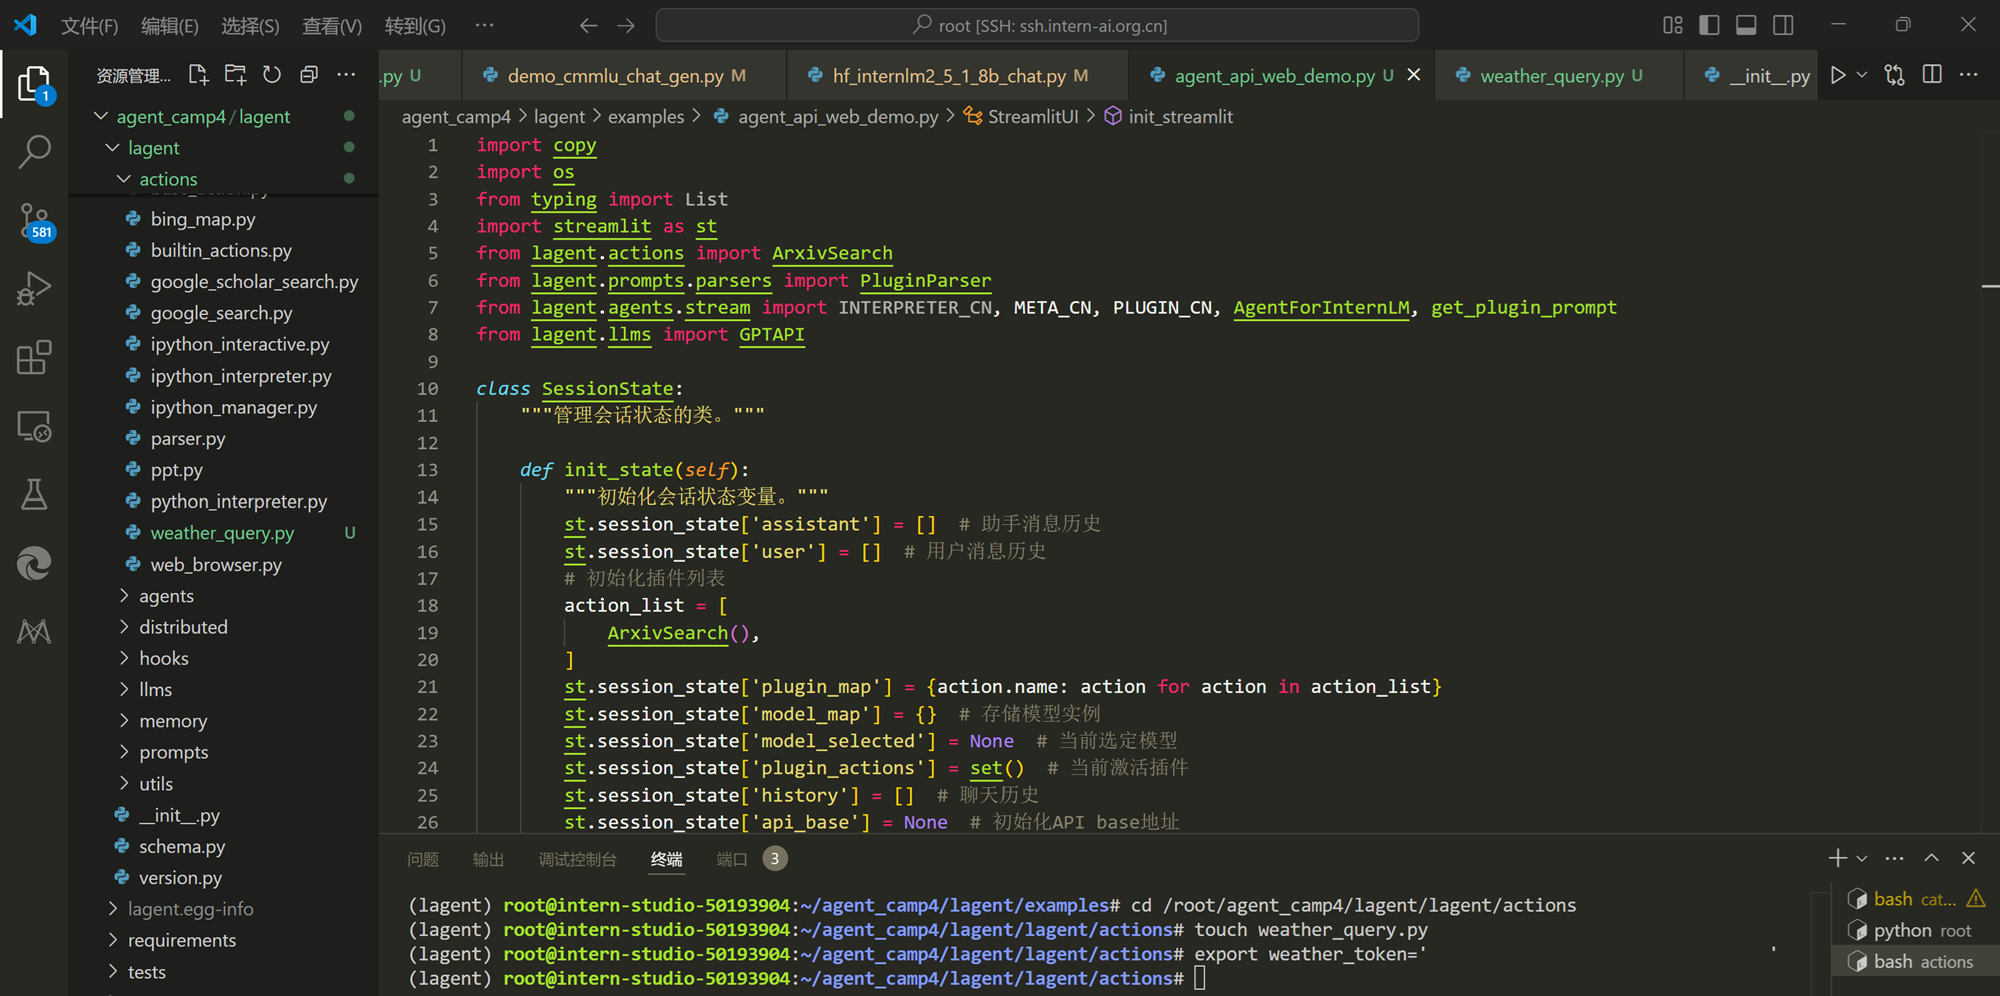 文件(F) 编辑(E) 选择(S) 查看(V) 转到(G) ··· root [SSH: ssh.intern-ai.org.cn]
资源管理... ···
.py U demo_cmmlu_chat_gen.py M hf_internlm2_5_1_8b_chat.py M agent_api_web_demo.py U weather_query.py U __init__.py ···
1
581
agent_camp4 / lagent
lagent
actions
bing_map.py
builtin_actions.py
google_scholar_search.py
google_search.py
ipython_interactive.py
ipython_interpreter.py
ipython_manager.py
parser.py
ppt.py
python_interpreter.py
weather_query.py U
web_browser.py
agents
distributed
hooks
llms
memory
prompts
utils
__init__.py
schema.py
version.py
lagent.egg-info
requirements
tests
agent_camp4 > lagent > examples > agent_api_web_demo.py > StreamlitUI > init_streamlit
1 import copy
2 import os
3 from typing import List
4 import streamlit as st
5 from lagent.actions import ArxivSearch
6 from lagent.prompts.parsers import PluginParser
7 from lagent.agents.stream import INTERPRETER_CN, META_CN, PLUGIN_CN, AgentForInternLM, get_plugin_prompt
8 from lagent.llms import GPTAPI
9
10 class SessionState:
11 """管理会话状态的类。"""
12
13 def init_state(self):
14 """初始化会话状态变量。"""
15 st.session_state['assistant'] = [] # 助手消息历史
16 st.session_state['user'] = [] # 用户消息历史
17 # 初始化插件列表
18 action_list = [
19 ArxivSearch(),
20 ]
21 st.session_state['plugin_map'] = {action.name: action for action in action_list}
22 st.session_state['model_map'] = {} # 存储模型实例
23 st.session_state['model_selected'] = None # 当前选定模型
24 st.session_state['plugin_actions'] = set() # 当前激活插件
25 st.session_state['history'] = [] # 聊天历史
26 st.session_state['api_base'] = None # 初始化API base地址
问题 输出 调试控制台 终端 端口 3 ···
(lagent) root@intern-studio-50193904:~/agent_camp4/lagent/examples# cd /root/agent_camp4/lagent/lagent/actions
(lagent) root@intern-studio-50193904:~/agent_camp4/lagent/lagent/actions# touch weather_query.py
(lagent) root@intern-studio-50193904:~/agent_camp4/lagent/lagent/actions# export weather_token=' '
(lagent) root@intern-studio-50193904:~/agent_camp4/lagent/lagent/actions#
bash cat...
python root
bash actions